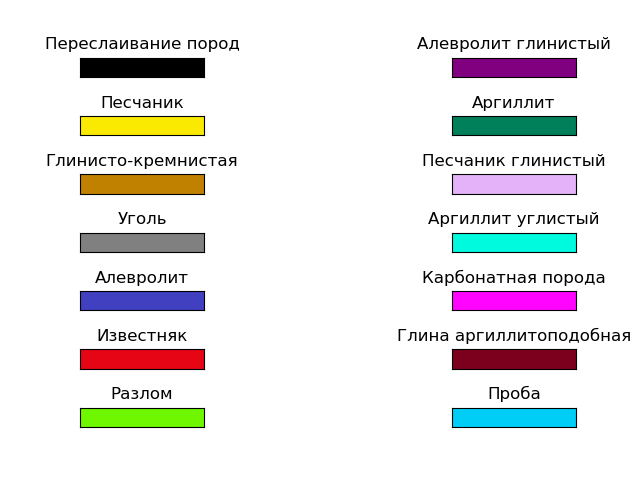 Переслаивание пород
Алевролит глинистый
Песчаник
Аргиллит
Глинисто-кремнистая
Песчаник глинистый
Уголь
Аргиллит углистый
Алевролит
Карбонатная порода
Известняк
Глина аргиллитоподобная
Разлом
Проба